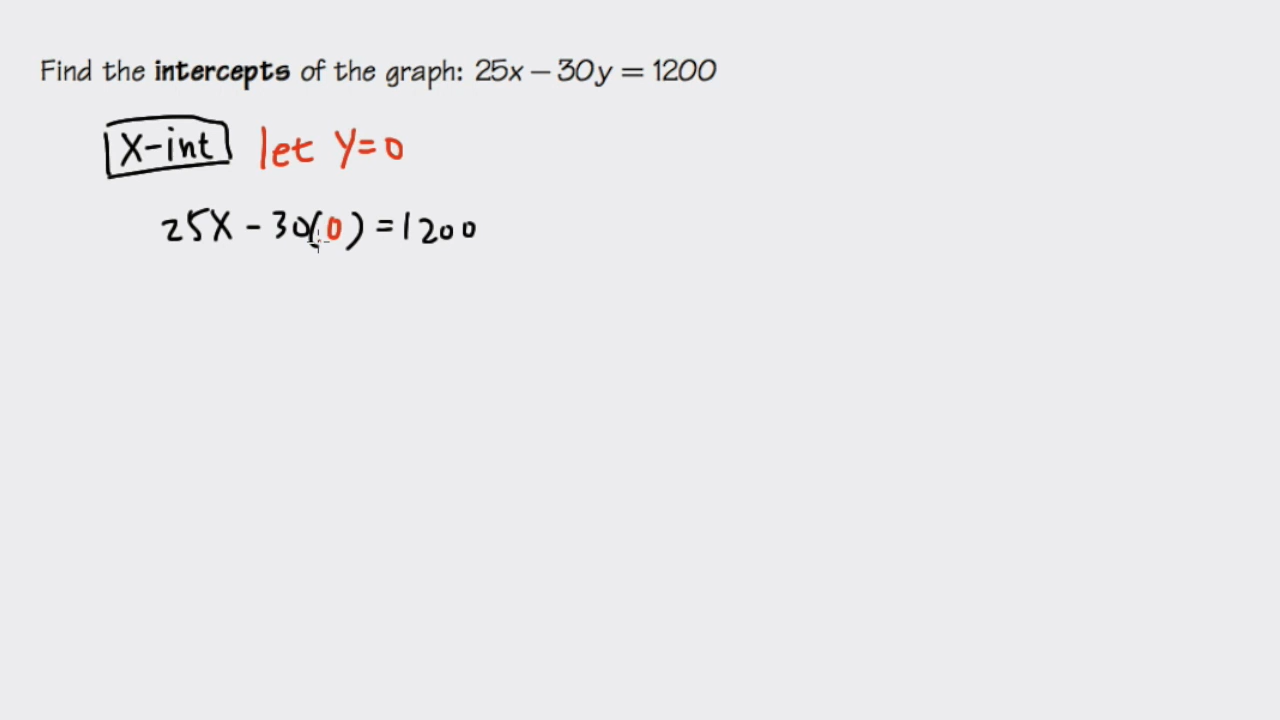 Find the intercepts of the graph: 25x – 30y = 1200
X-int let Y=0
25X - 30(0) = 1200